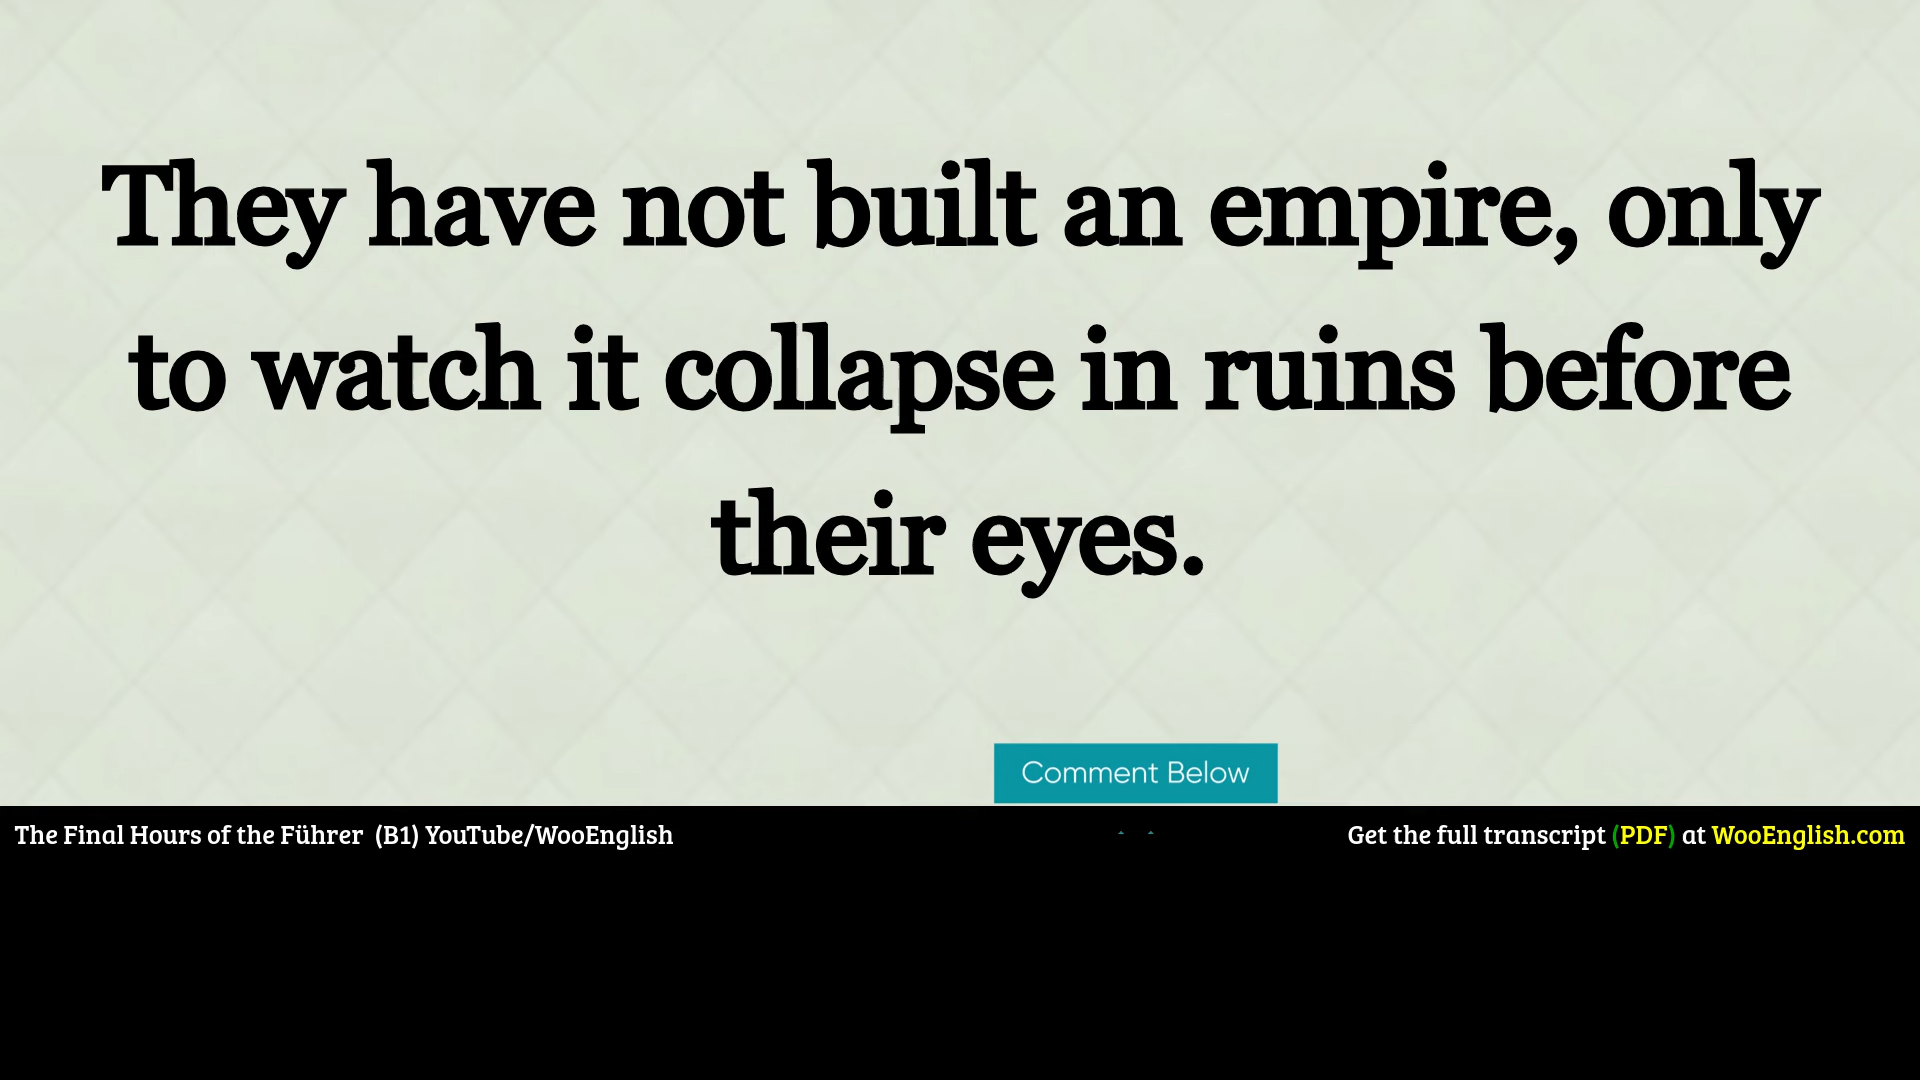 They have not built an empire, only
to watch it collapse in ruins before
their eyes.
Comment Below
The Final Hours of the Führer (B1) YouTube/WooEnglish
Get the full transcript (PDF) at WooEnglish.com